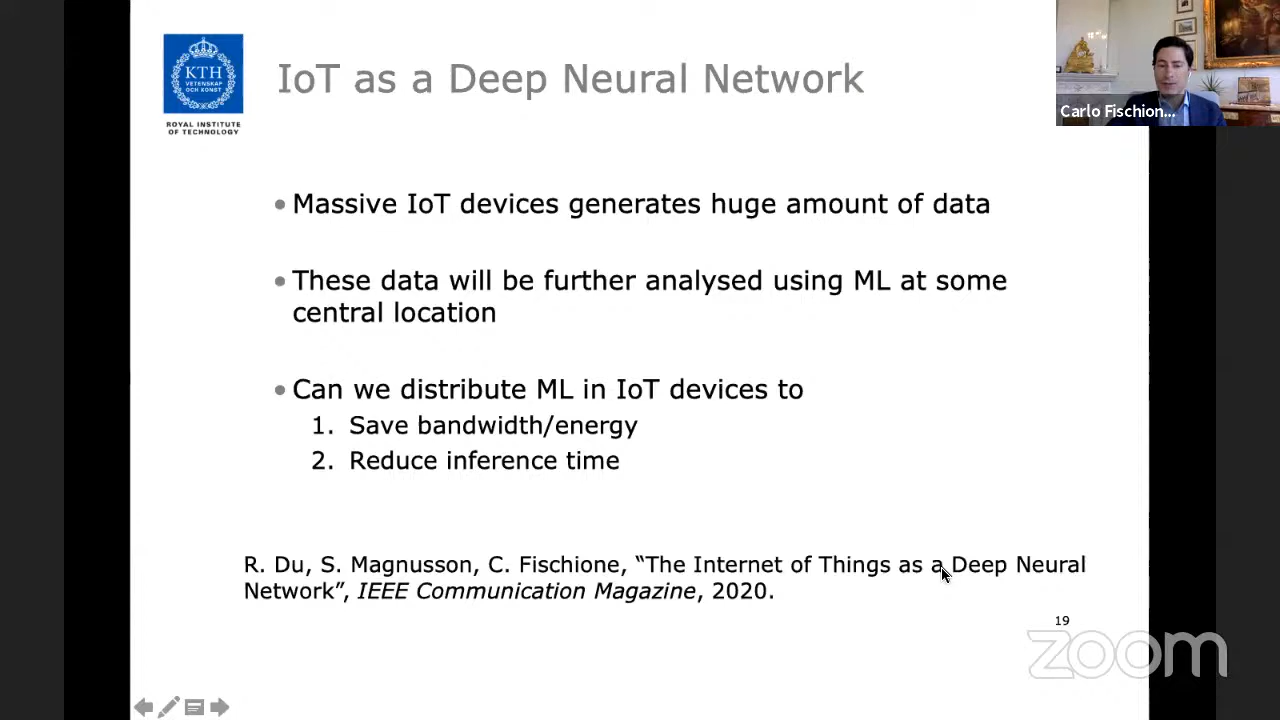 KTH
VETENSKAP
OCH KONST
ROYAL INSTITUTE
OF TECHNOLOGY
IoT as a Deep Neural Network
Carlo Fischion...
• Massive IoT devices generates huge amount of data
• These data will be further analysed using ML at some
central location
• Can we distribute ML in IoT devices to
1. Save bandwidth/energy
2. Reduce inference time
R. Du, S. Magnusson, C. Fischione, “The Internet of Things as a Deep Neural
Network”, IEEE Communication Magazine, 2020.
19
zoom